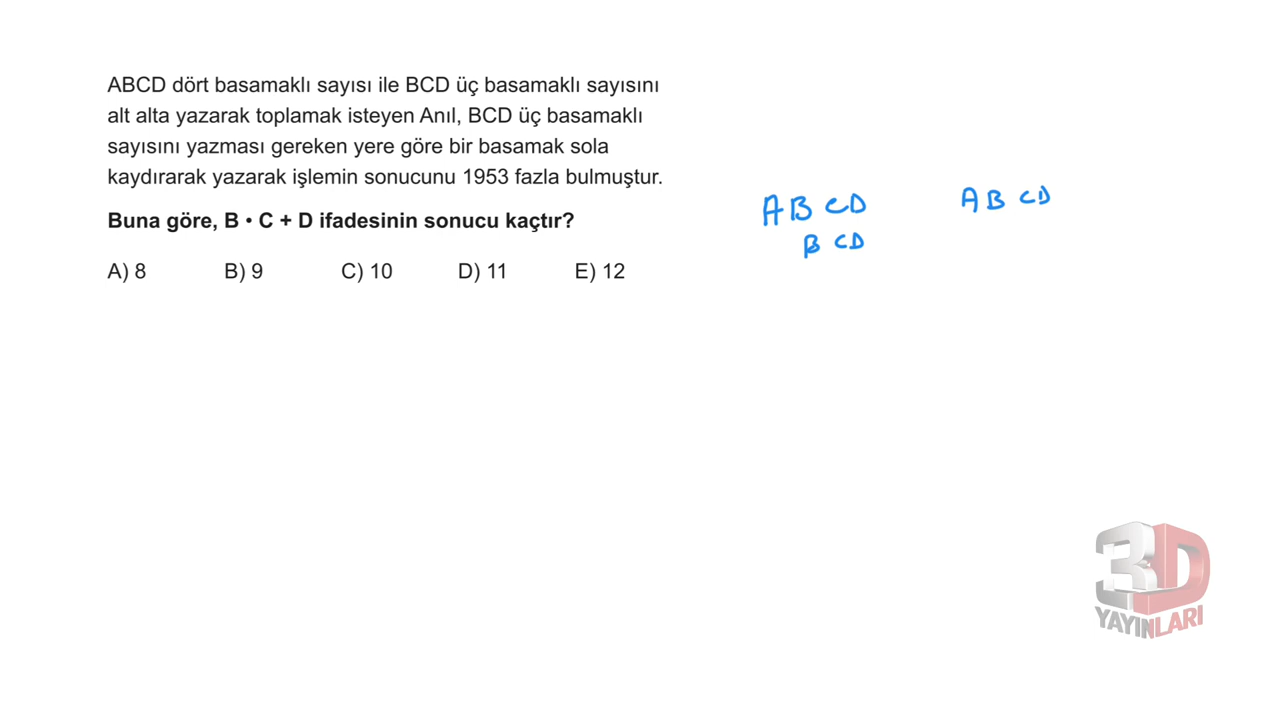 ABCD dört basamaklı sayısı ile BCD üç basamaklı sayısını
alt alta yazarak toplamak isteyen Anıl, BCD üç basamaklı
sayısını yazması gereken yere göre bir basamak sola
kaydırarak yazarak işlemin sonucunu 1953 fazla bulmuştur.
Buna göre, B • C + D ifadesinin sonucu kaçtır?
A) 8 B) 9 C) 10 D) 11 E) 12
ABCD ABCD
BCD
3D
YAYINLARI